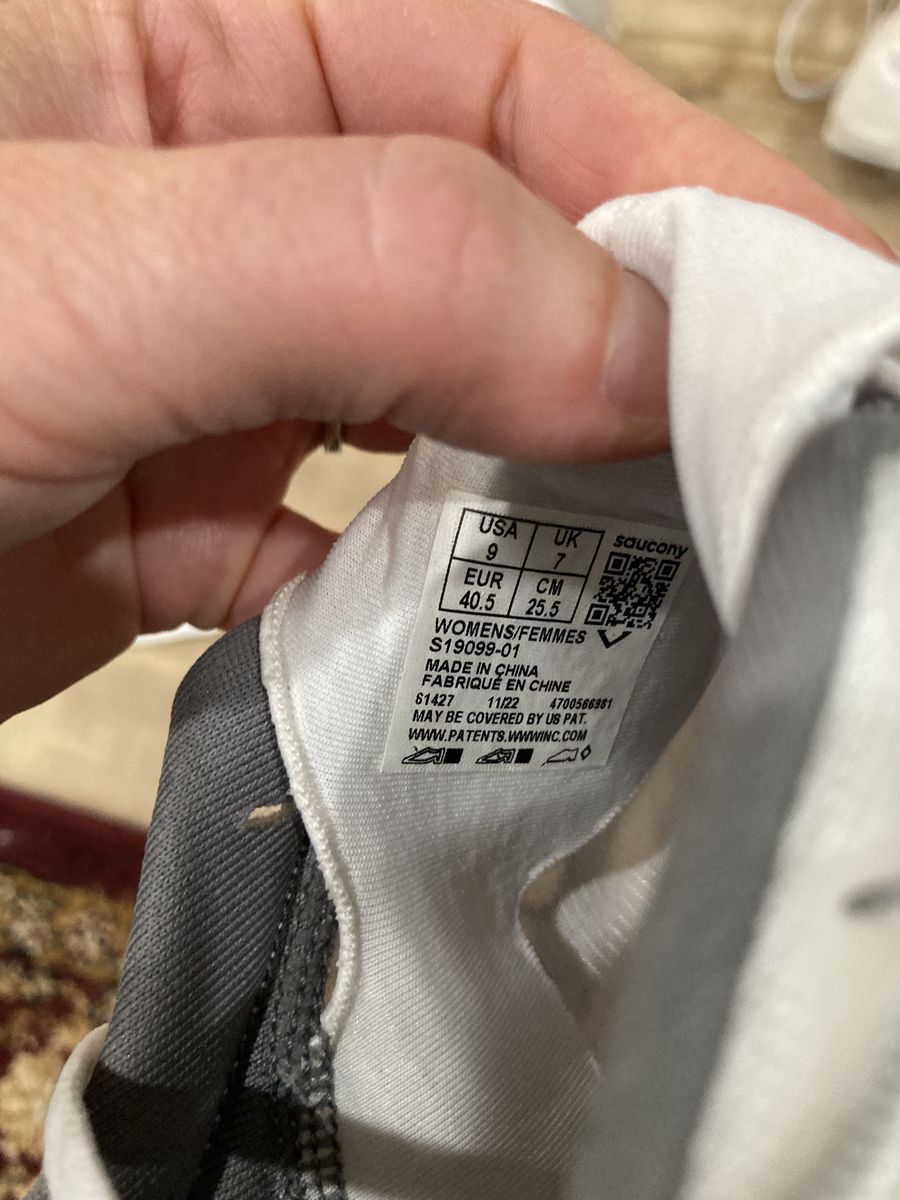 USA UK saucony
9 7
EUR CM
40.5 25.5
WOMENS/FEMMES
S19099-01
MADE IN CHINA
FABRIQUÉ EN CHINE
61427 11/22 4700566981
MAY BE COVERED BY US PAT.
WWW.PATENTS.WWWINC.COM